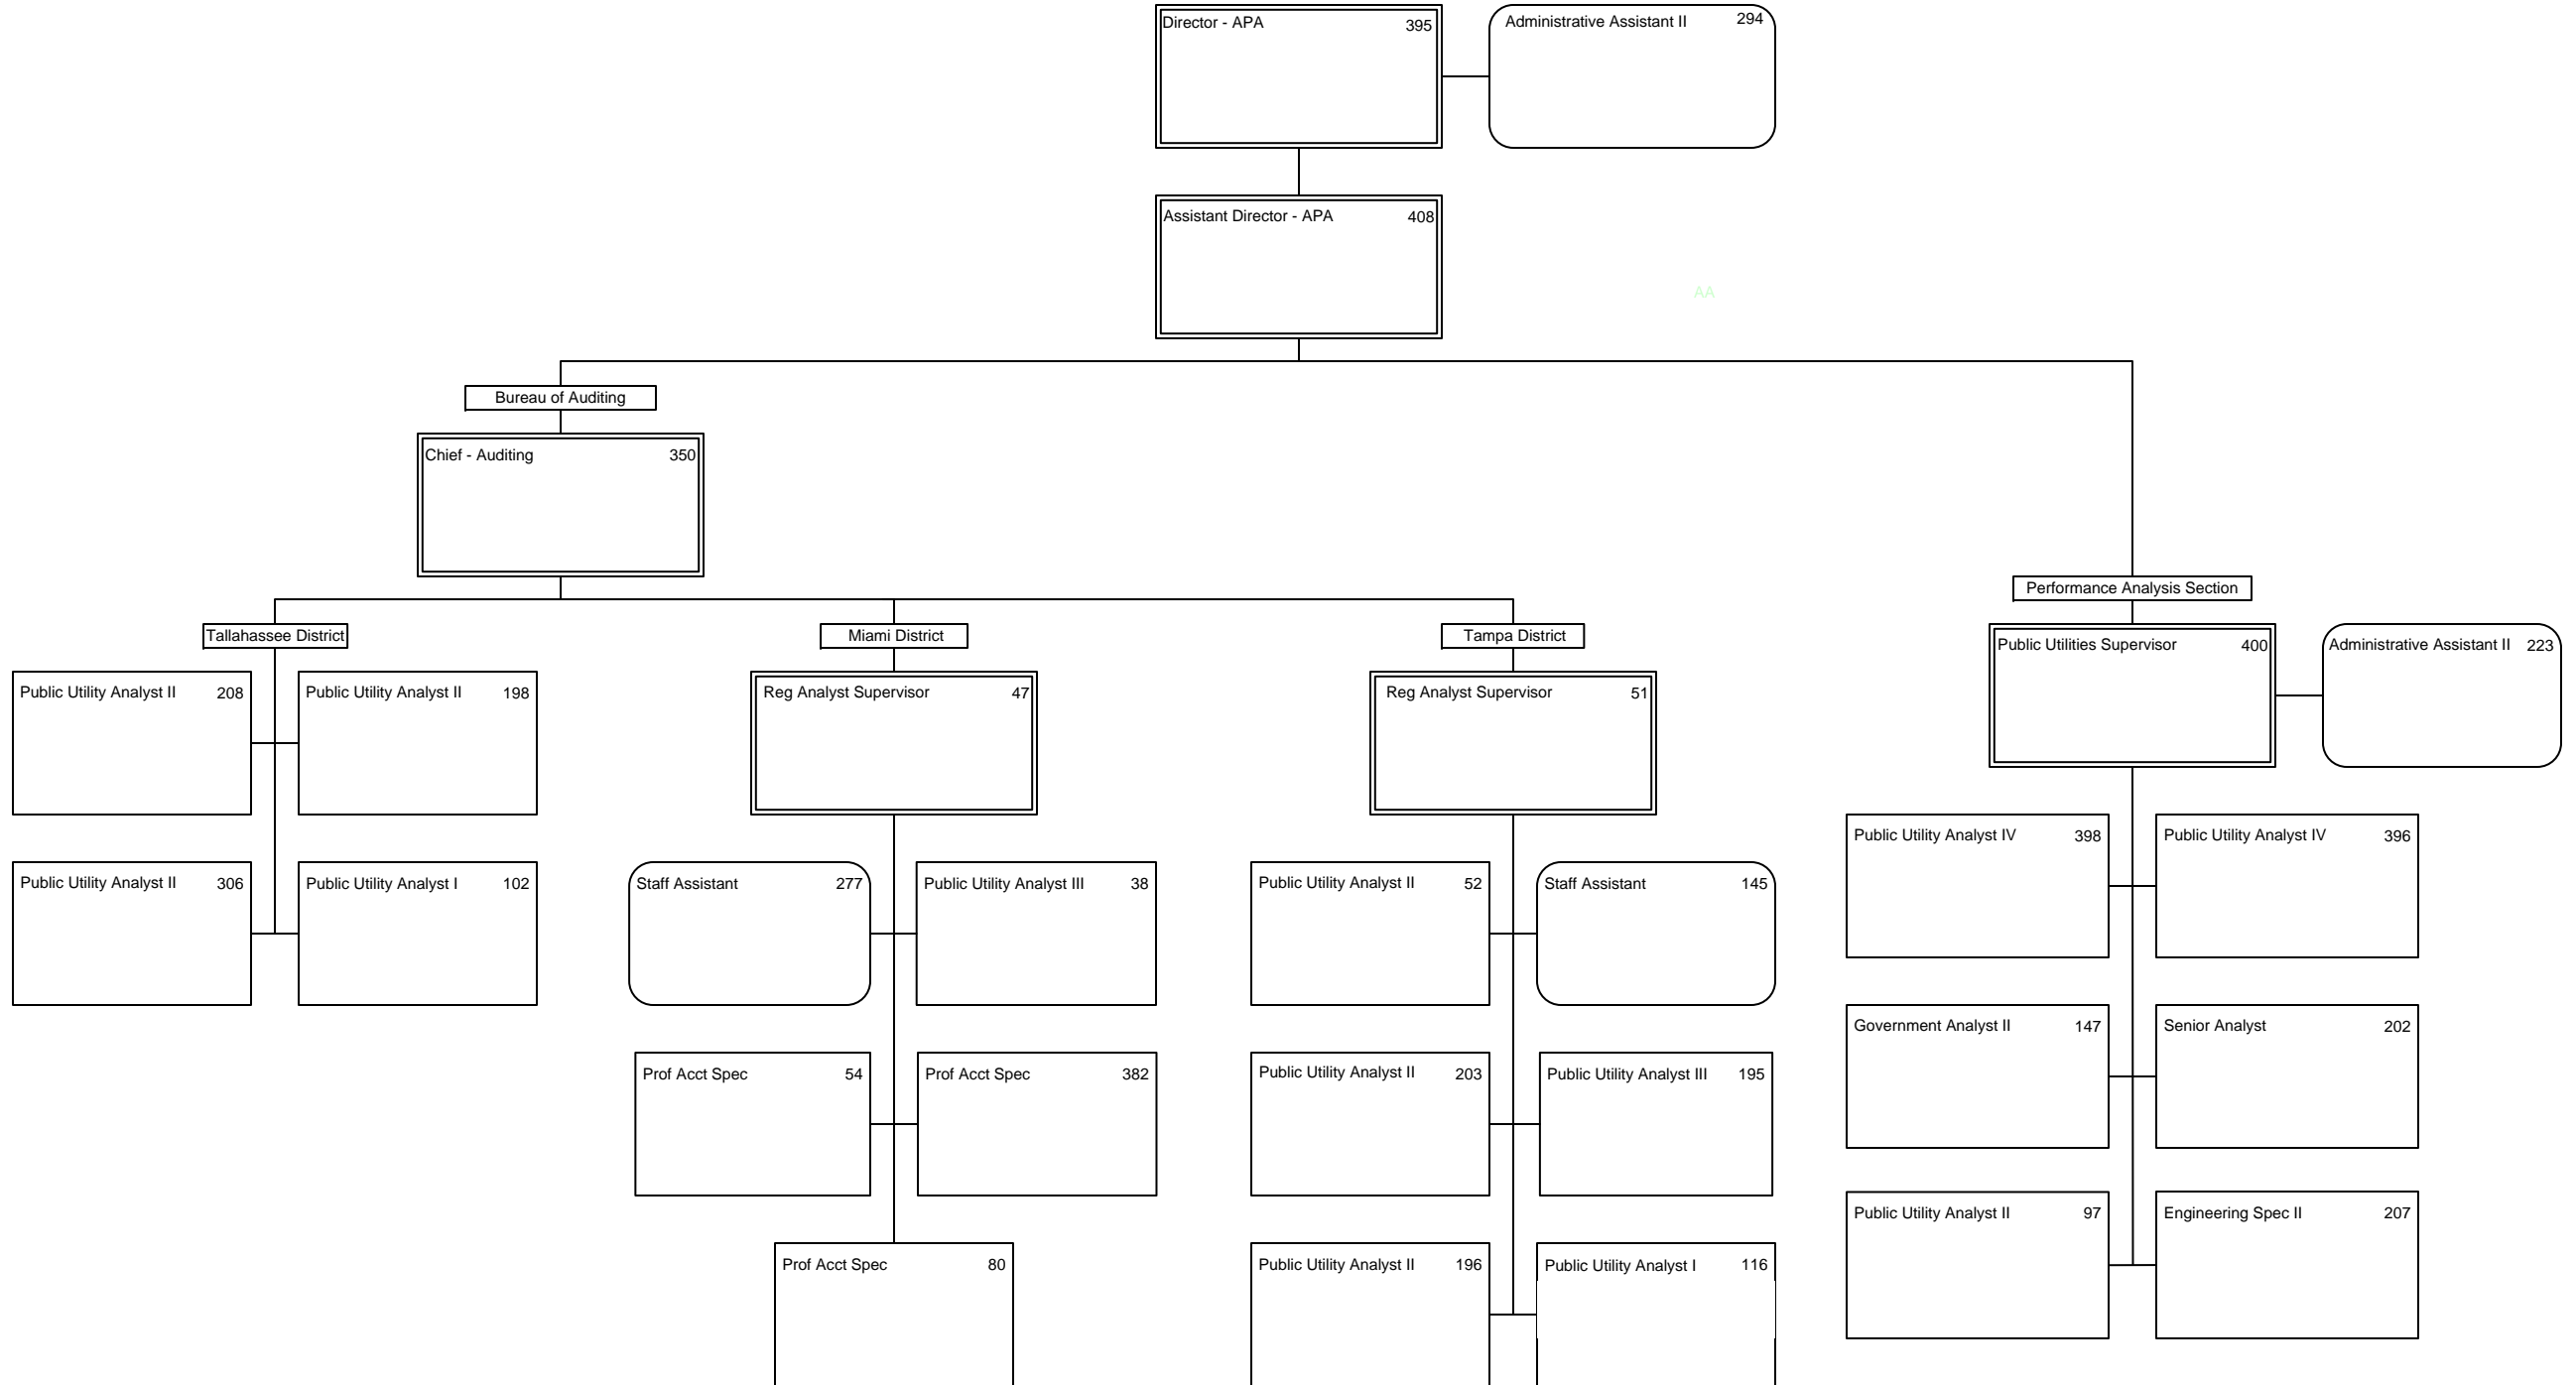 Director - APA 395
Administrative Assistant II 294
Assistant Director - APA 408
AA
Bureau of Auditing
Chief - Auditing 350
Performance Analysis Section
Tallahassee District
Miami District
Tampa District
Public Utilities Supervisor 400
Administrative Assistant II 223
Public Utility Analyst II 208
Public Utility Analyst II 198
Reg Analyst Supervisor 47
Reg Analyst Supervisor 51
Public Utility Analyst IV 398
Public Utility Analyst IV 396
Public Utility Analyst II 306
Public Utility Analyst I 102
Staff Assistant 277
Public Utility Analyst III 38
Public Utility Analyst II 52
Staff Assistant 145
Government Analyst II 147
Senior Analyst 202
Prof Acct Spec 54
Prof Acct Spec 382
Public Utility Analyst II 203
Public Utility Analyst III 195
Public Utility Analyst II 97
Engineering Spec II 207
Prof Acct Spec 80
Public Utility Analyst II 196
Public Utility Analyst I 116